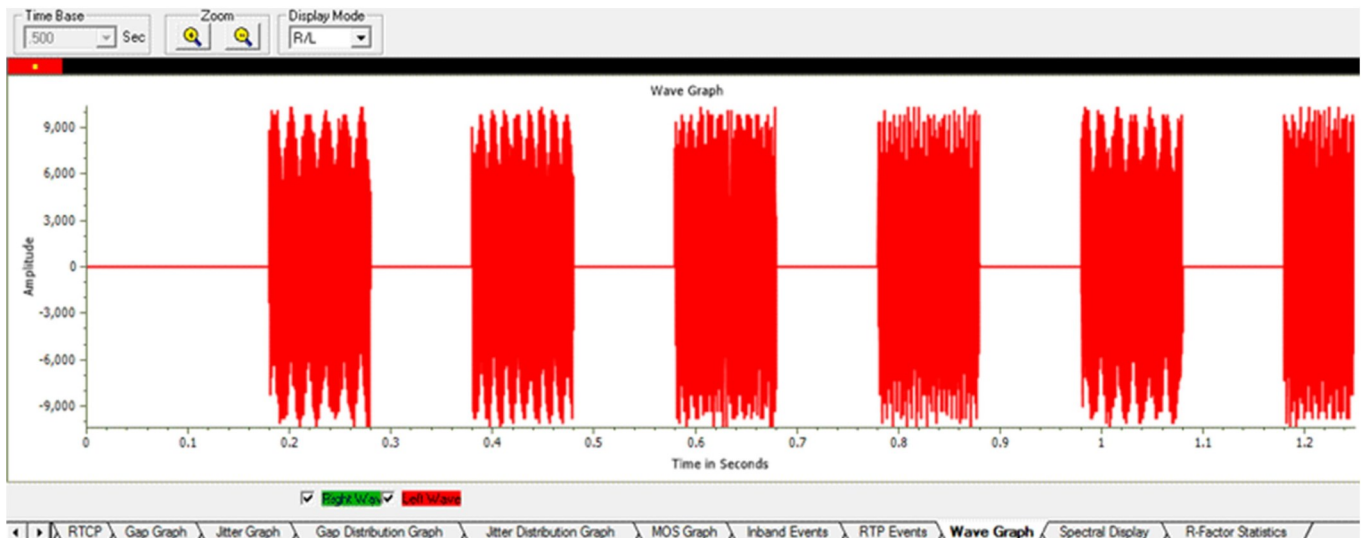 Time Base Zoom Display Mode
.500 Sec R/L
Wave Graph
9,000
6,000
3,000
0
-3,000
-6,000
-9,000
Amplitude
0 0.1 0.2 0.3 0.4 0.5 0.6 0.7 0.8 0.9 1 1.1 1.2
Time in Seconds
Right Wav Left Wave
RTCP Gap Graph Jitter Graph Gap Distribution Graph Jitter Distribution Graph MOS Graph Inband Events RTP Events Wave Graph Spectral Display R-Factor Statistics